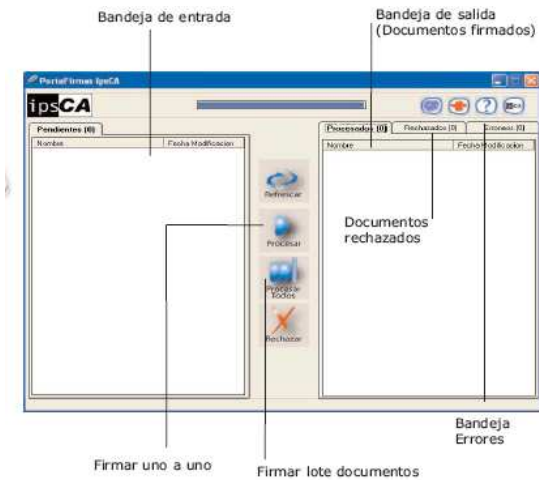 Bandeja de entrada
Bandeja de salida
(Documentos firmados)
PortaFirmas ipsCA
ipsCA
Pendientes (0)
Procesados (0)
Rechazados (0)
Erroneos (0)
Nombre
Fecha Modificacion
Nombre
Fecha Modificacion
Refrescar
Procesar
Procesar
Todos
Rechazar
Documentos
rechazados
Bandeja
Errores
Firmar uno a uno
Firmar lote documentos